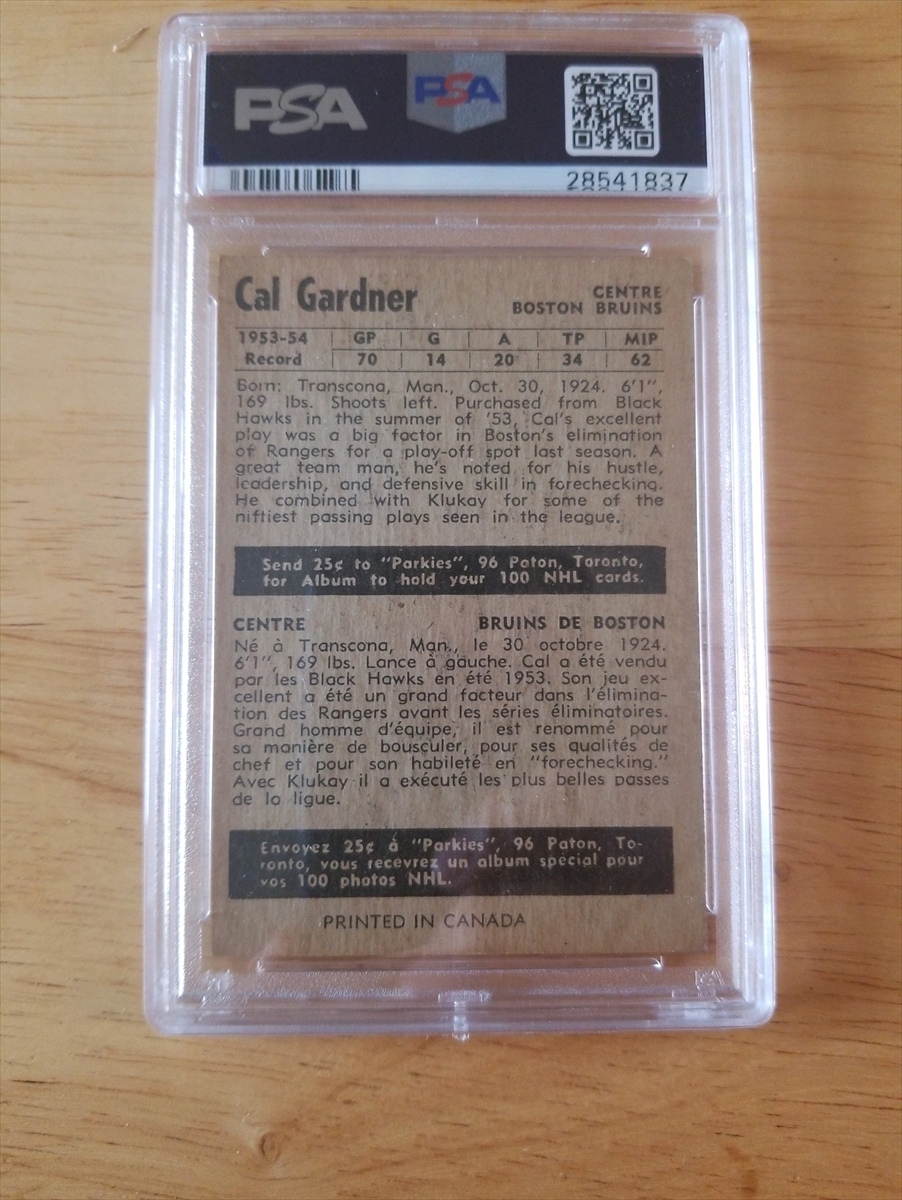 PSA
PSA
28541837
Cal Gardner
CENTRE
BOSTON BRUINS
1953-54 GP G A TP MIP
Record 70 14 20 34 62
Born: Transcona, Man., Oct. 30, 1924. 6'1",
169 lbs. Shoots left. Purchased from Black
Hawks in the summer of '53, Cal's excellent
play was a big factor in Boston's elimination
of Rangers for a play-off spot last season. A
great team man, he's noted for his hustle,
leadership, and defensive skill in forechecking.
He combined with Klukay for some of the
niftiest passing plays seen in the league.
Send 25¢ to "Parkies", 96 Paton, Toronto,
for Album to hold your 100 NHL cards.
CENTRE BRUINS DE BOSTON
Né à Transcona, Man., le 30 octobre 1924.
6'1", 169 lbs. Lance à gauche. Cal a été vendu
par les Black Hawks en été 1953. Son jeu ex-
cellent a été un grand facteur dans l'élimina-
tion des Rangers avant les séries éliminatoires.
Grand homme d'équipe, il est renommé pour
sa manière de bousculer, pour ses qualités de
chef et pour son habileté en "forechecking."
Avec Klukay il a exécuté les plus belles passes
de la ligue.
Envoyez 25¢ à "Parkies", 96 Paton, To-
ronto, vous recevrez un album spécial pour
vos 100 photos NHL.
PRINTED IN CANADA